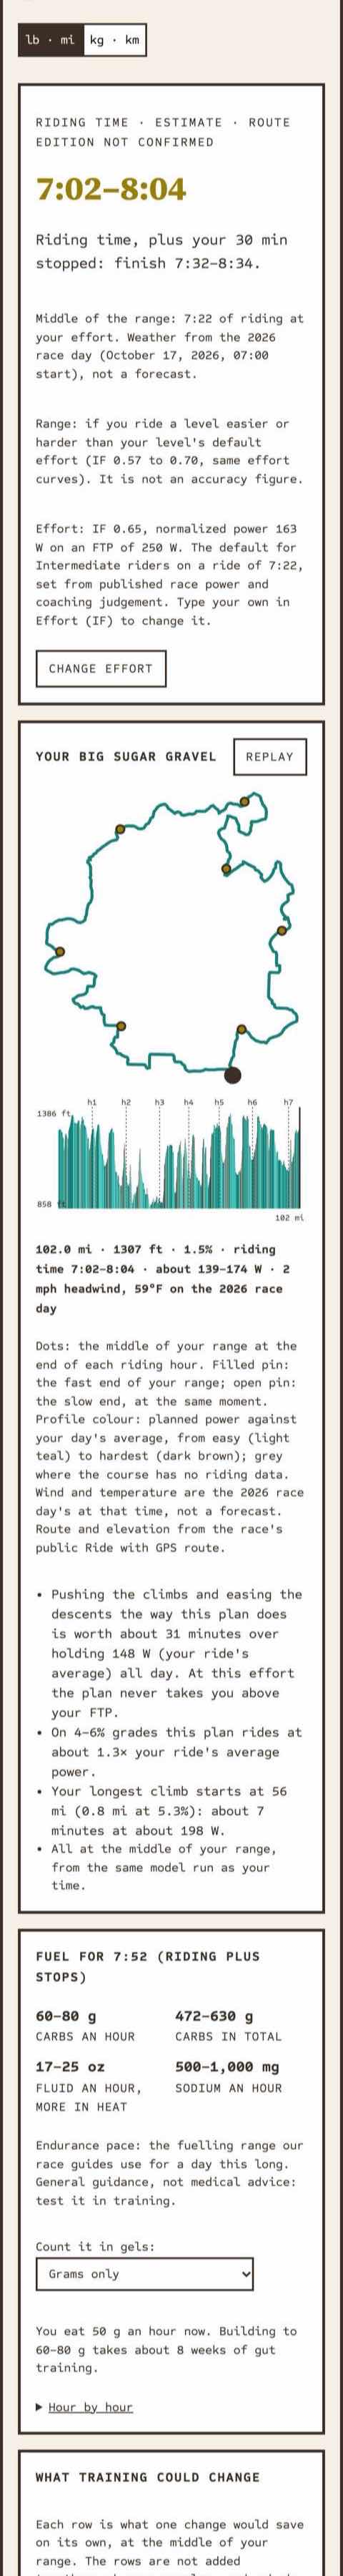 lb · mi kg · km
RIDING TIME · ESTIMATE · ROUTE
EDITION NOT CONFIRMED
7:02–8:04
Riding time, plus your 30 min
stopped: finish 7:32–8:34.
Middle of the range: 7:22 of riding at
your effort. Weather from the 2026
race day (October 17, 2026, 07:00
start), not a forecast.
Range: if you ride a level easier or
harder than your level's default
effort (IF 0.57 to 0.70, same effort
curves). It is not an accuracy figure.
Effort: IF 0.65, normalized power 163
W on an FTP of 250 W. The default for
Intermediate riders on a ride of 7:22,
set from published race power and
coaching judgement. Type your own in
Effort (IF) to change it.
CHANGE EFFORT
YOUR BIG SUGAR GRAVEL REPLAY
h1 h2 h3 h4 h5 h6 h7
1386 ft
858 ft
102 mi
102.0 mi · 1307 ft · 1.5% · riding
time 7:02–8:04 · about 139–174 W · 2
mph headwind, 59°F on the 2026 race
day
Dots: the middle of your range at the
end of each riding hour. Filled pin:
the fast end of your range; open pin:
the slow end, at the same moment.
Profile colour: planned power against
your day's average, from easy (light
teal) to hardest (dark brown); grey
where the course has no riding data.
Wind and temperature are the 2026 race
day's at that time, not a forecast.
Route and elevation from the race's
public Ride with GPS route.
• Pushing the climbs and easing the
descents the way this plan does
is worth about 31 minutes over
holding 148 W (your ride's
average) all day. At this effort
the plan never takes you above
your FTP.
• On 4–6% grades this plan rides at
about 1.3× your ride's average
power.
• Your longest climb starts at 56
mi (0.8 mi at 5.3%): about 7
minutes at about 198 W.
• All at the middle of your range,
from the same model run as your
time.
FUEL FOR 7:52 (RIDING PLUS
STOPS)
60–80 g 472–630 g
CARBS AN HOUR CARBS IN TOTAL
17–25 oz 500–1,000 mg
FLUID AN HOUR, SODIUM AN HOUR
MORE IN HEAT
Endurance pace: the fuelling range our
race guides use for a day this long.
General guidance, not medical advice:
test it in training.
Count it in gels:
Grams only
You eat 50 g an hour now. Building to
60–80 g takes about 8 weeks of gut
training.
Hour by hour
WHAT TRAINING COULD CHANGE
Each row is what one change would save
on its own, at the middle of your
range. The rows are not added